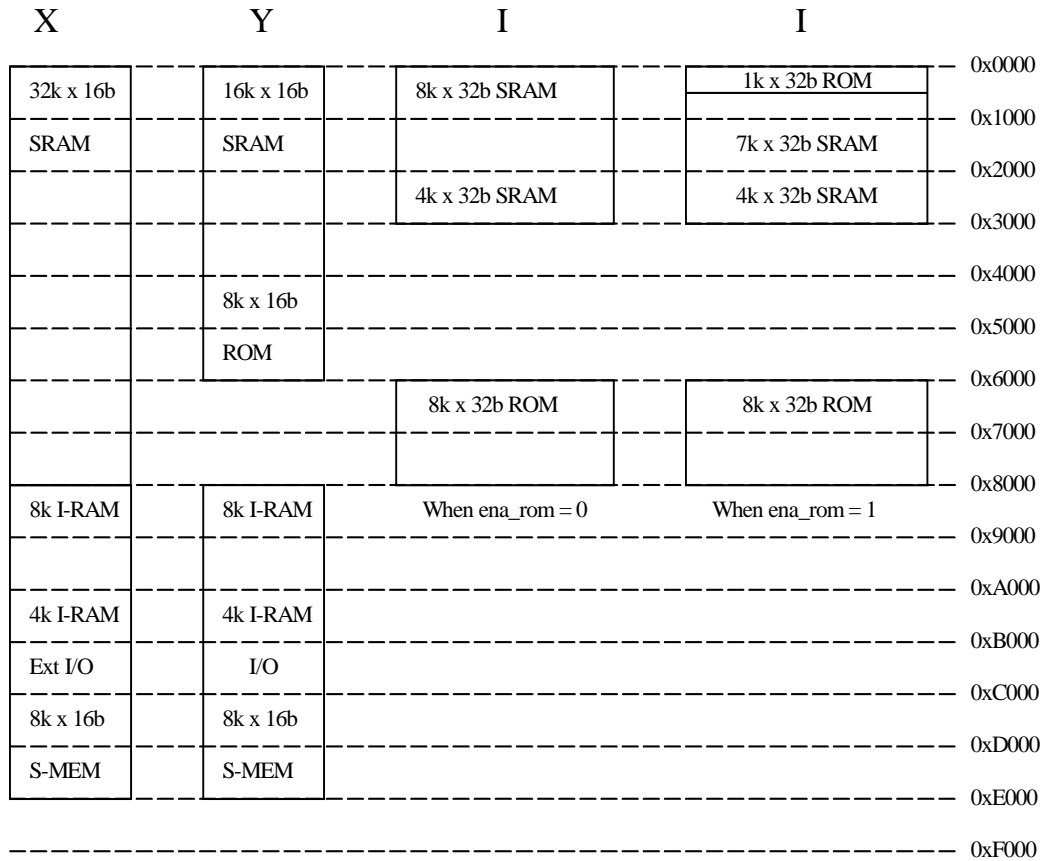 X Y I I
0x0000
32k x 16b 16k x 16b 8k x 32b SRAM 1k x 32b ROM
0x1000
SRAM SRAM 7k x 32b SRAM
0x2000
4k x 32b SRAM 4k x 32b SRAM
0x3000
0x4000
8k x 16b
0x5000
ROM
0x6000
8k x 32b ROM 8k x 32b ROM
0x7000
0x8000
8k I-RAM 8k I-RAM When ena_rom = 0 When ena_rom = 1
0x9000
0xA000
4k I-RAM 4k I-RAM
0xB000
Ext I/O I/O
0xC000
8k x 16b 8k x 16b
0xD000
S-MEM S-MEM
0xE000
0xF000